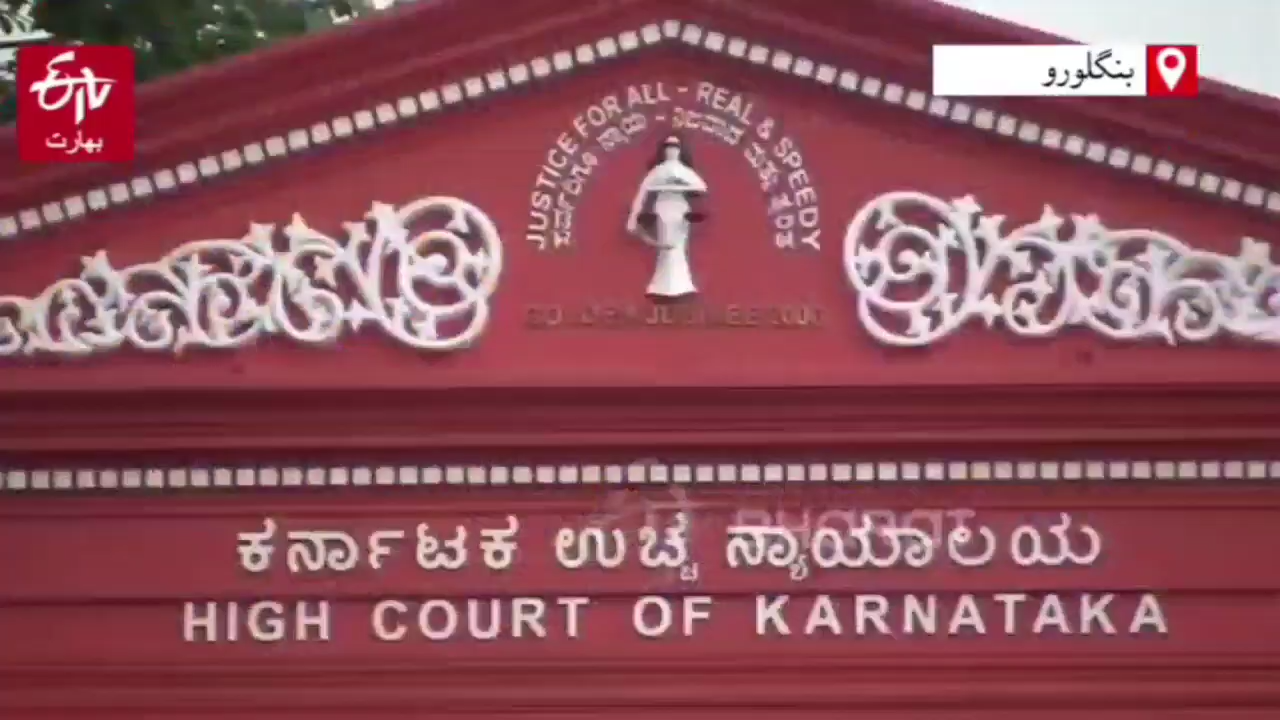 ETV
بھارت
بنگلورو
JUSTICE FOR ALL - REAL & SPEEDY
ಕರ್ನಾಟಕ ಉಚ್ಚ ನ್ಯಾಯಾಲಯ
HIGH COURT OF KARNATAKA